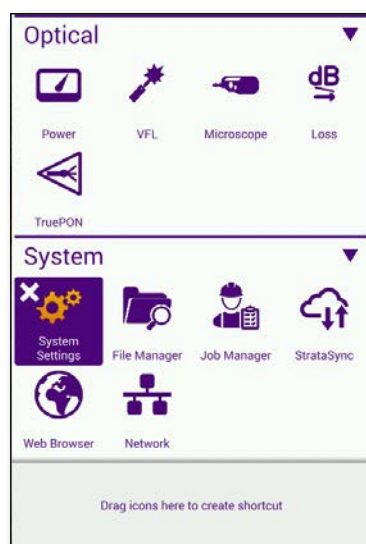 Optical
dB
Power
VFL
Microscope
Loss
TruePON
System
System
Settings
File Manager
Job Manager
StrataSync
Web Browser
Network
Drag icons here to create shortcut